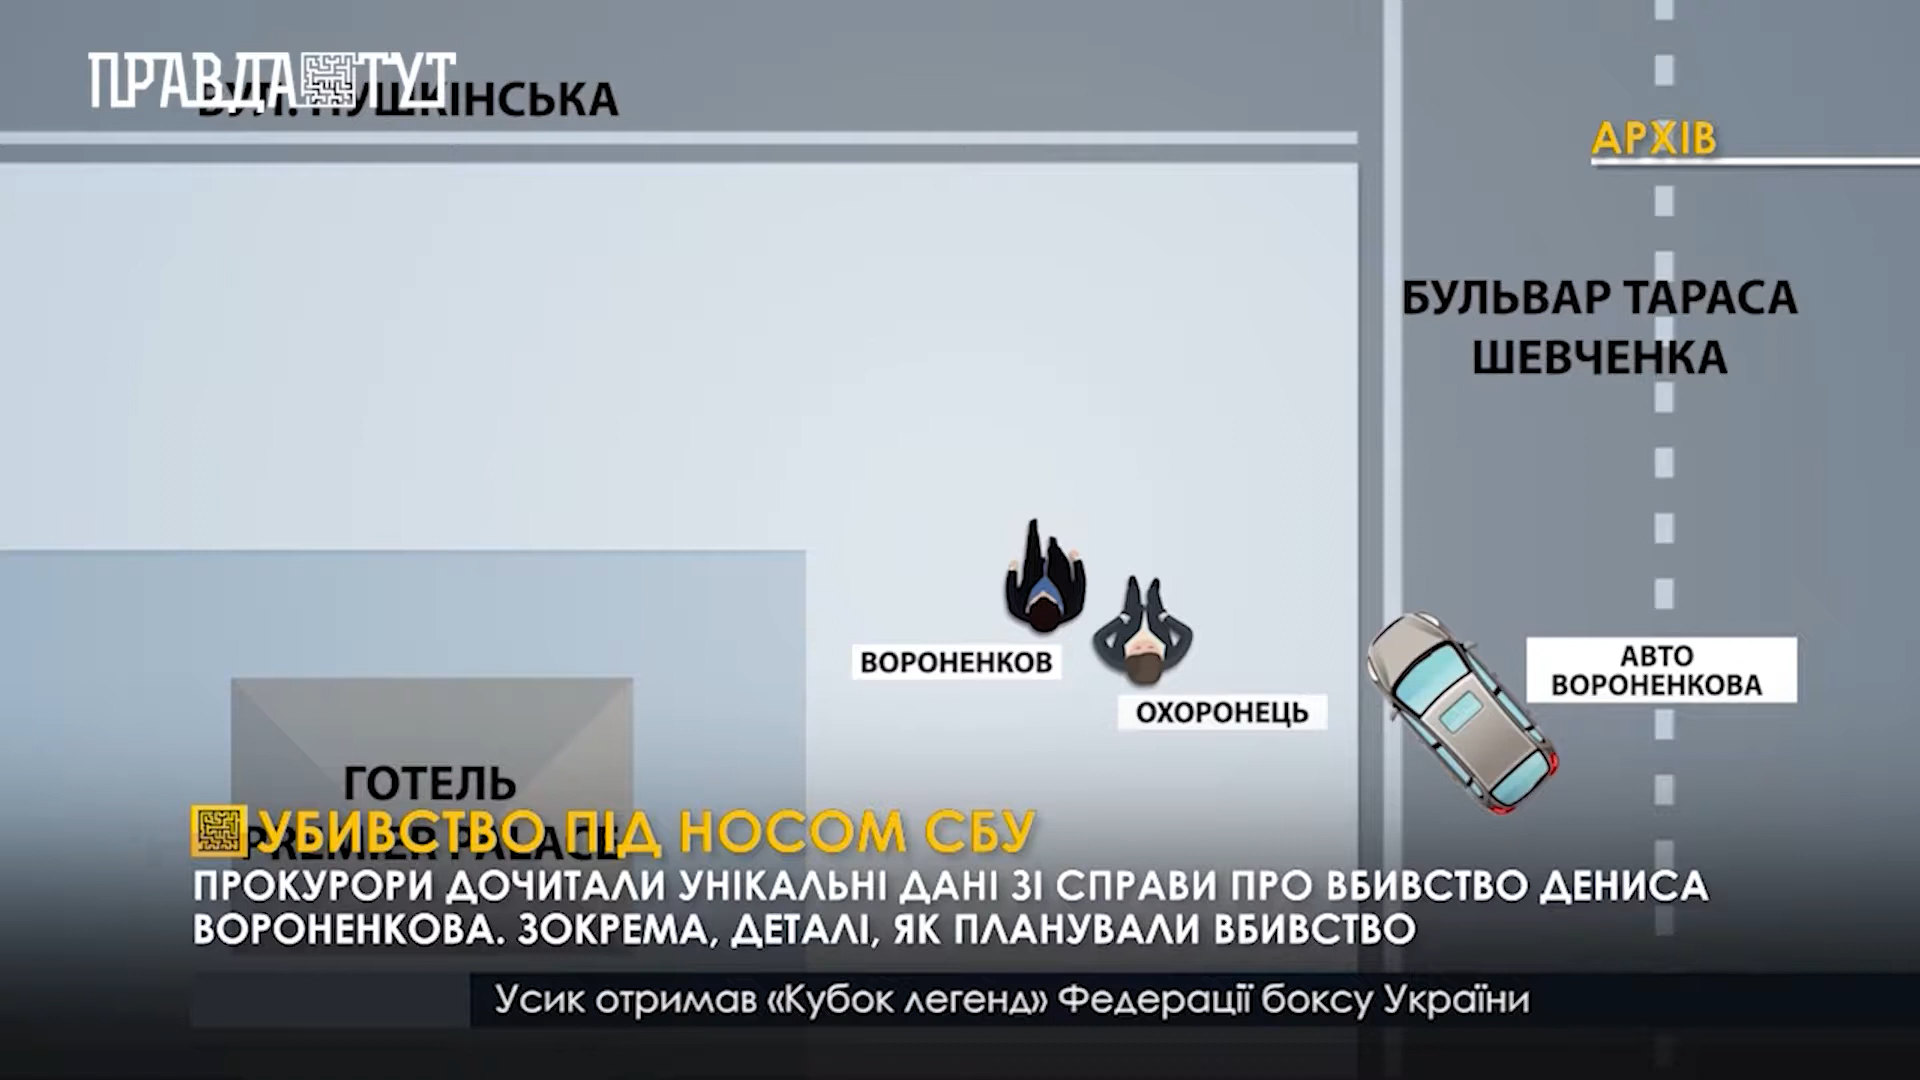 ПРАВДА ТУТ
ВУЛ. ПУШКІНСЬКА
АРХІВ
БУЛЬВАР ТАРАСА
ШЕВЧЕНКА
ВОРОНЕНКОВ
ОХОРОНЕЦЬ
АВТО
ВОРОНЕНКОВА
ГОТЕЛЬ
PREMIER PALACE
УБИВСТВО ПІД НОСОМ СБУ
ПРОКУРОРИ ДОЧИТАЛИ УНІКАЛЬНІ ДАНІ ЗІ СПРАВИ ПРО ВБИВСТВО ДЕНИСА
ВОРОНЕНКОВА. ЗОКРЕМА, ДЕТАЛІ, ЯК ПЛАНУВАЛИ ВБИВСТВО
Усик отримав «Кубок легенд» Федерації боксу України